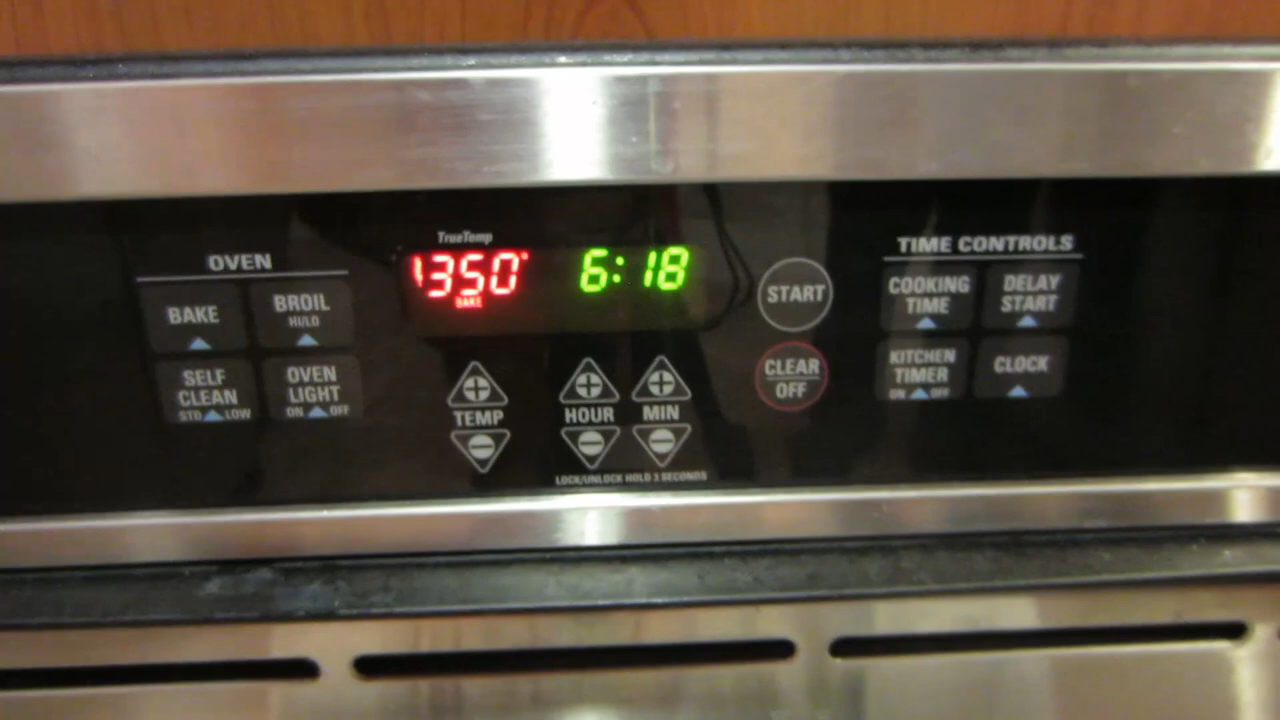 TrueTemp
OVEN
BAKE
BROIL
HI/LO
SELF
CLEAN
STD LOW
OVEN
LIGHT
ON OFF
350°
BAKE
6:18
TEMP
HOUR
MIN
LOCK/UNLOCK HOLD 3 SECONDS
START
CLEAR
OFF
TIME CONTROLS
COOKING
TIME
DELAY
START
KITCHEN
TIMER
ON OFF
CLOCK